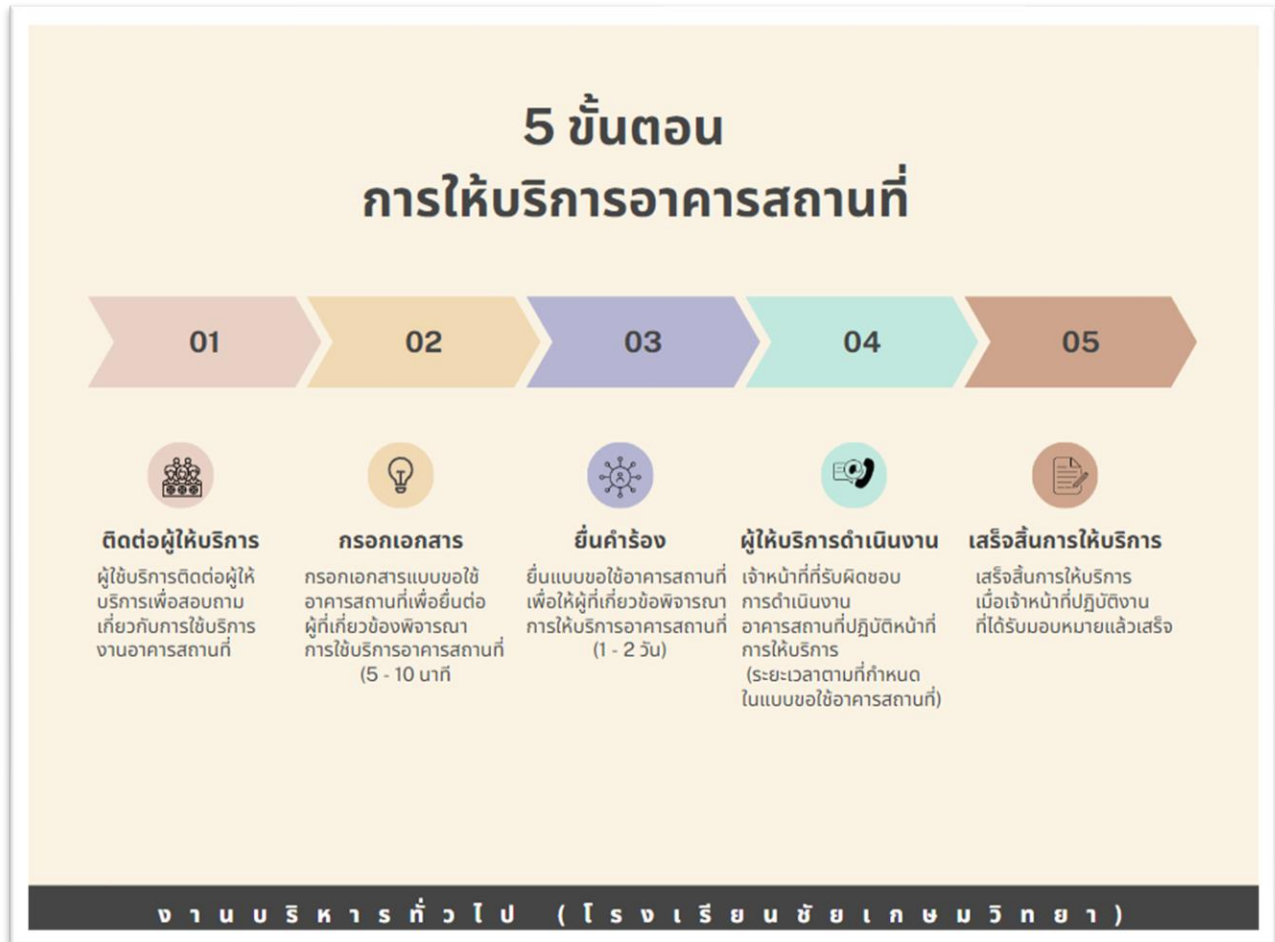 5 ขั้นตอน
การให้บริการอาคารสถานที่
01
02
03
04
05
ติดต่อผู้ให้บริการ
ผู้ใช้บริการติดต่อผู้ให้
บริการเพื่อสอบถาม
เกี่ยวกับการใช้บริการ
งานอาคารสถานที่
กรอกเอกสาร
กรอกเอกสารแบบขอใช้
อาคารสถานที่เพื่อยื่นต่อ
ผู้ที่เกี่ยวข้องพิจารณา
การใช้บริการอาคารสถานที่
(5 - 10 นาที
ยื่นคำร้อง
ยื่นแบบขอใช้อาคารสถานที่
เพื่อให้ผู้ที่เกี่ยวข้อพิจารณา
การให้บริการอาคารสถานที่
(1 - 2 วัน)
ผู้ให้บริการดำเนินงาน
เจ้าหน้าที่ที่รับผิดชอบ
การดำเนินงาน
อาคารสถานที่ปฏิบัติหน้าที่
การให้บริการ
(ระยะเวลาตามที่กำหนด
ในแบบขอใช้อาคารสถานที่)
เสร็จสิ้นการให้บริการ
เสร็จสิ้นการให้บริการ
เมื่อเจ้าหน้าที่ปฏิบัติงาน
ที่ได้รับมอบหมายแล้วเสร็จ
งานบริหารทั่วไป (โรงเรียนชัยเกษมวิทยา)